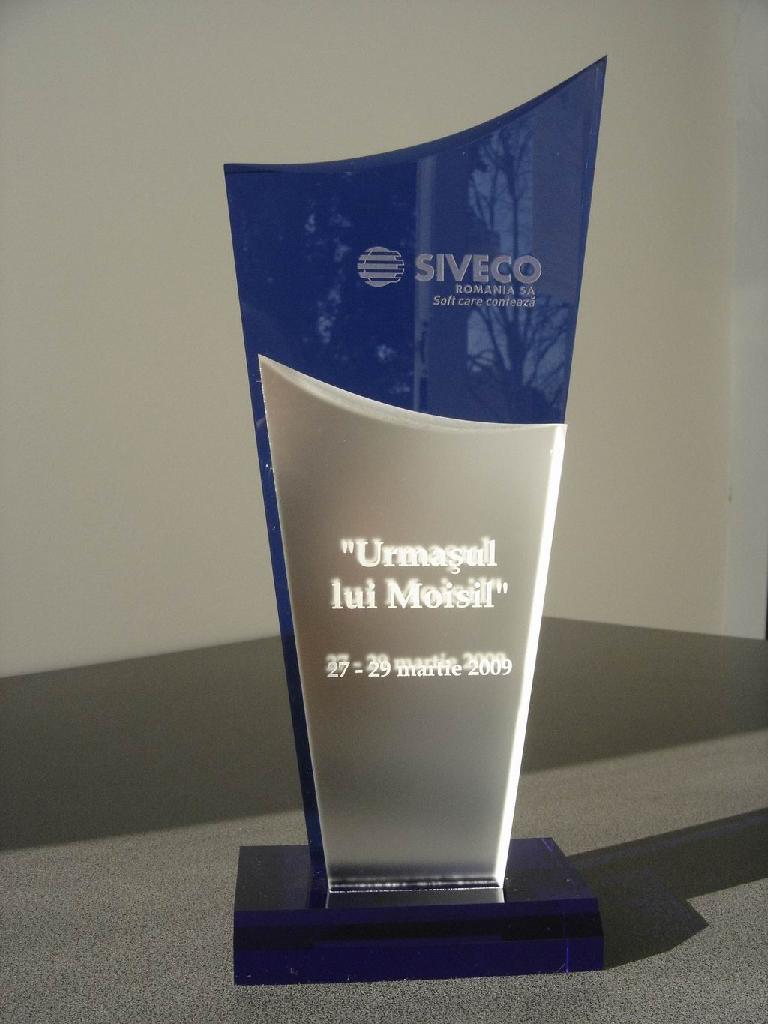 SIVECO
ROMANIA SA
Soft care contează
"Urmaşul
lui Moisil"
27 - 29 martie 2009